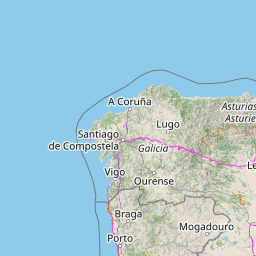 A Coruña
Asturias
Asturie
Lugo
Santiago
de Compostela
Galicia
Le
Vigo
Ourense
Braga
Mogadouro
Porto